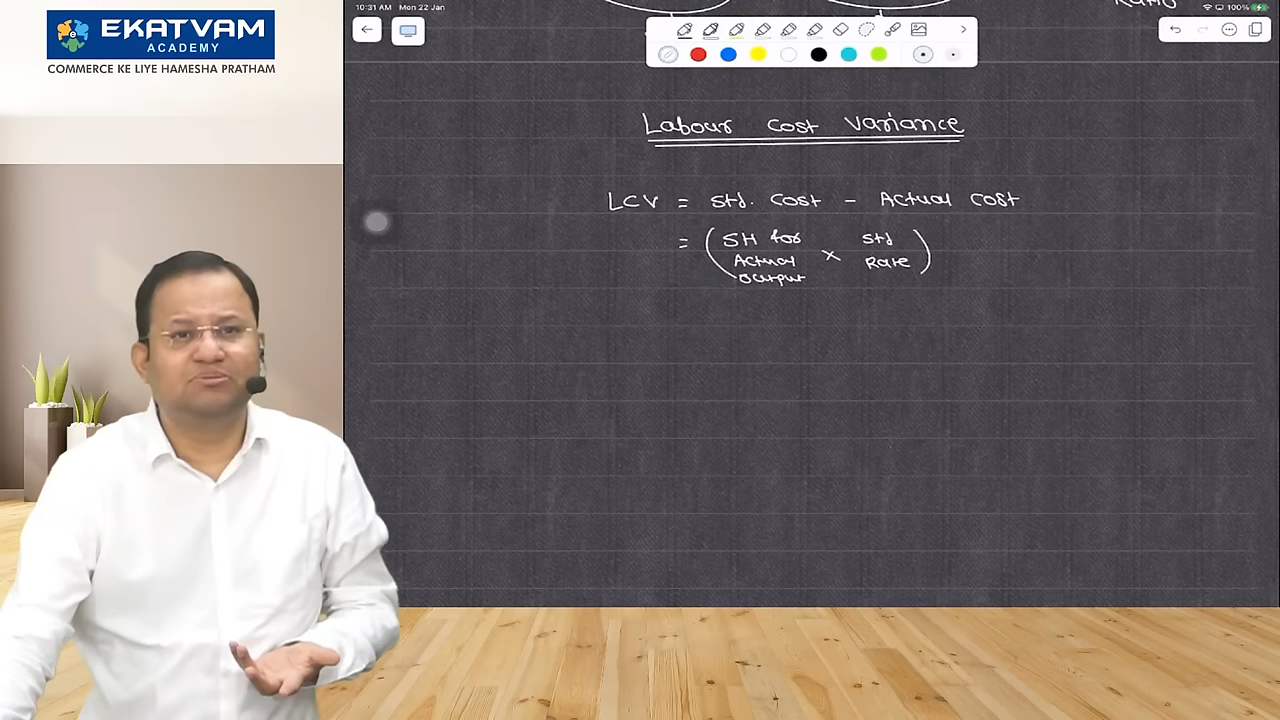 EKATVAM
ACADEMY
COMMERCE KE LIYE HAMESHA PRATHAM
10:31 AM Mon 22 Jan
100%
Ratio
Labour Cost Variance
LCV = Std. Cost - Actual Cost
= ( SH for Actual Output × Std Rate )